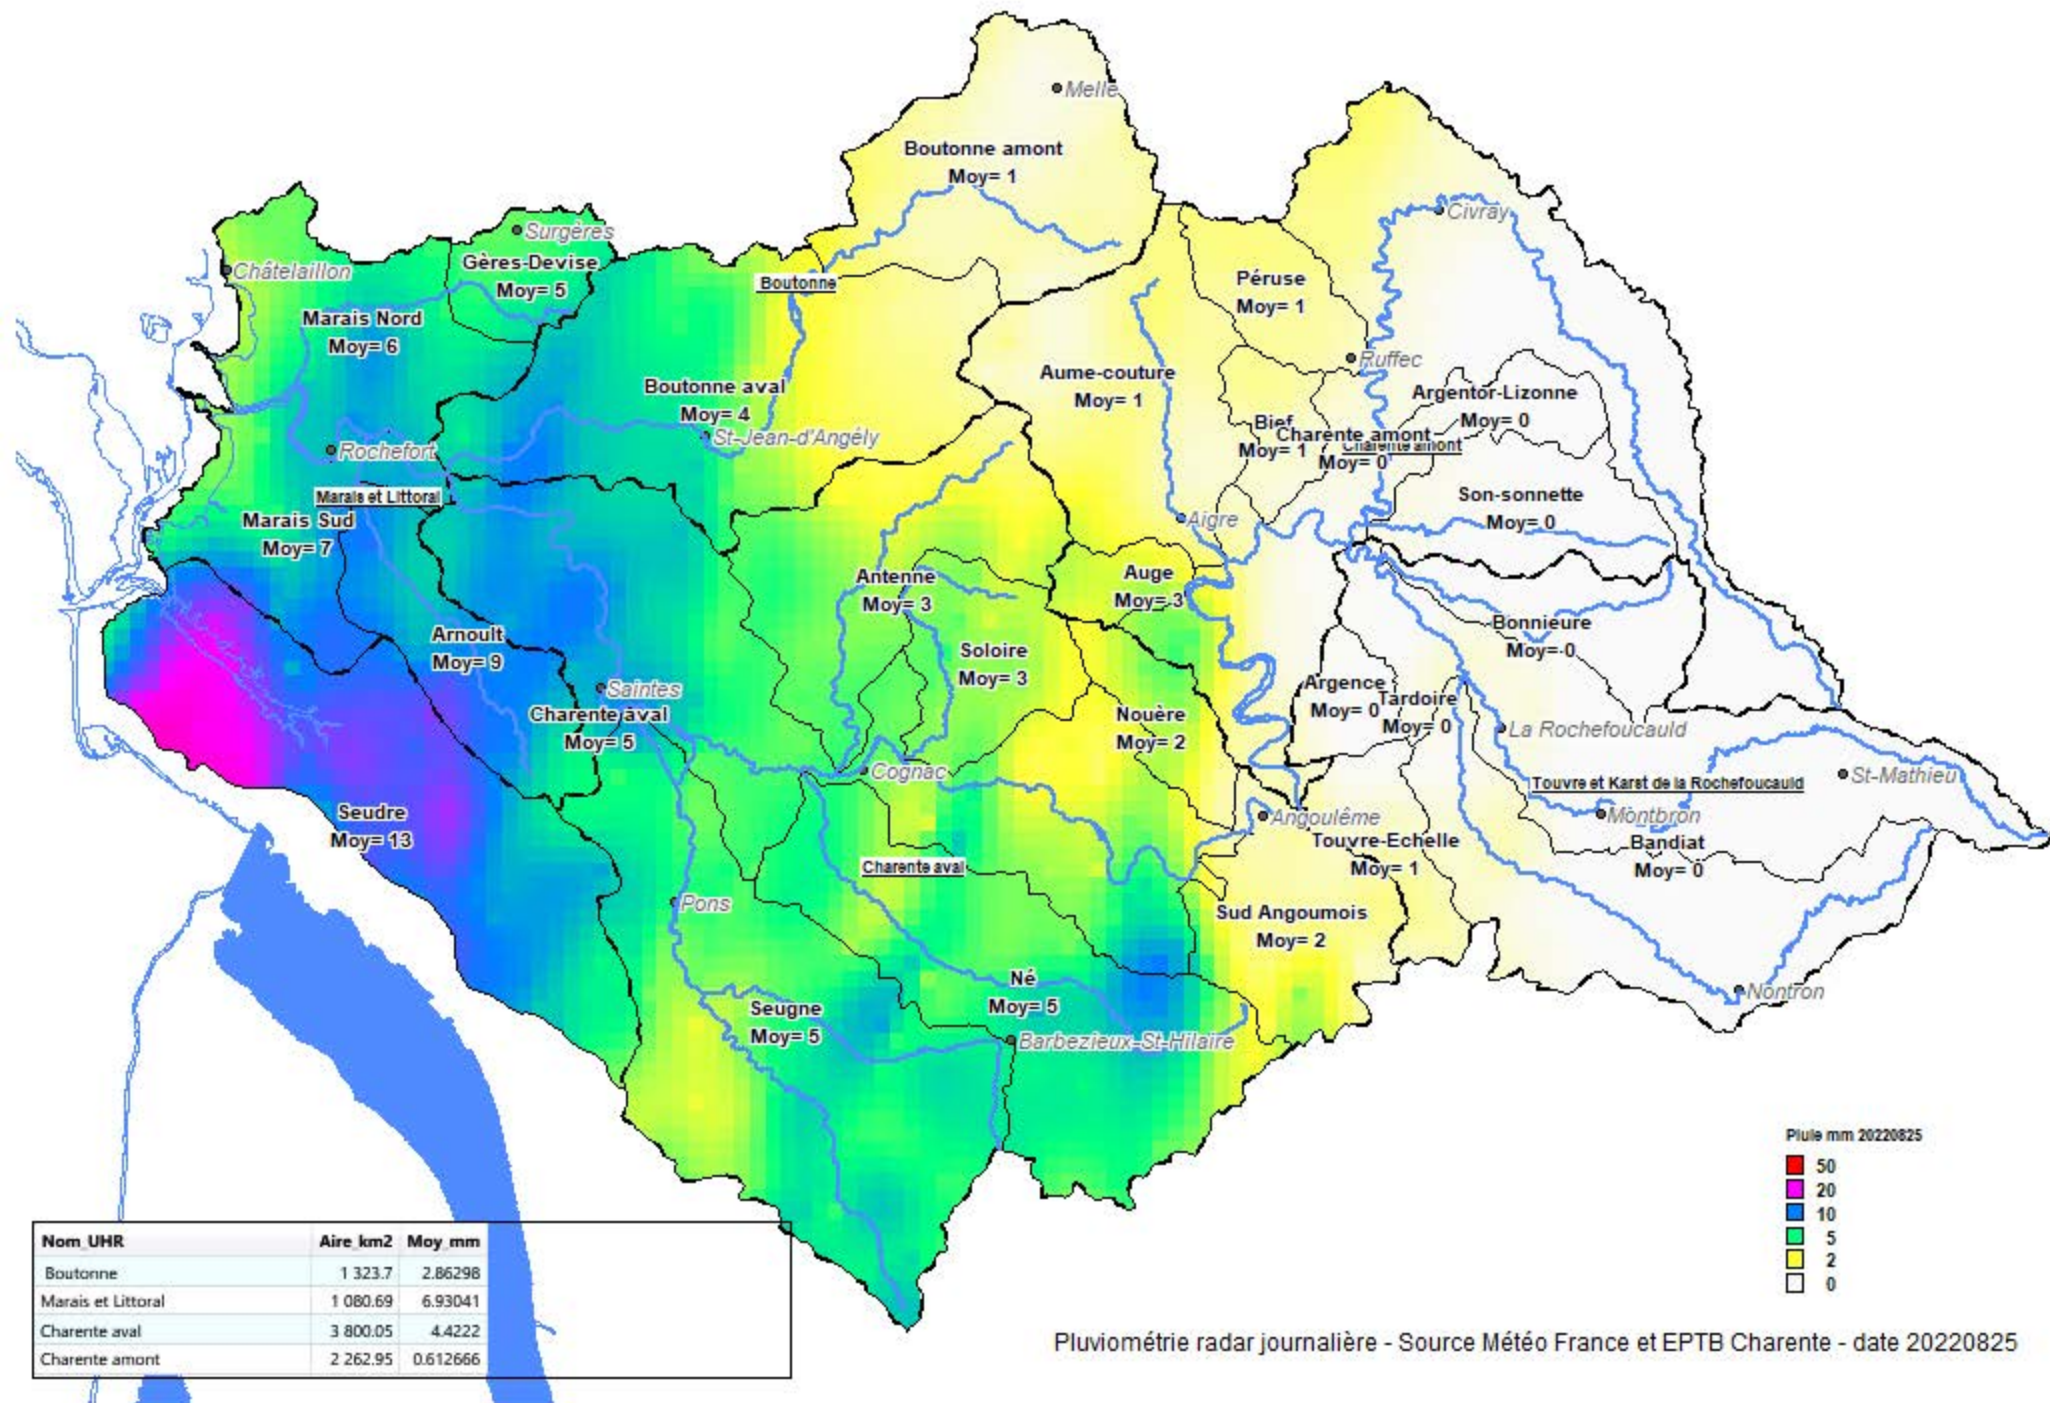 Melle
Boutonne amont
Moy= 1
Civray
Surgères
Châtelaillon
Gères-Devise
Moy= 5
Boutonne
Péruse
Moy= 1
Marais Nord
Moy= 6
Ruffec
Boutonne aval
Moy= 4
Aume-couture
Moy= 1
Argentor-Lizonne
Moy= 0
Bief
Moy= 1
Charente amont
Moy= 0
Charente amont
St-Jean-d'Angély
Rochefort
Marais et Littoral
Son-sonnette
Moy= 0
Marais Sud
Moy= 7
Aigre
Antenne
Moy= 3
Auge
Moy= 3
Bonnieure
Moy= 0
Arnoult
Moy= 9
Soloire
Moy= 3
Saintes
Charente aval
Moy= 5
Nouère
Moy= 2
Argence
Moy= 0
Tardoire
Moy= 0
La Rochefoucauld
Cognac
Touvre et Karst de la Rochefoucauld
St-Mathieu
Seudre
Moy= 13
Angoulême
Montbron
Touvre-Echelle
Moy= 1
Bandiat
Moy= 0
Charente aval
Pons
Sud Angoumois
Moy= 2
Né
Moy= 5
Nontron
Seugne
Moy= 5
Barbezieux-St-Hilaire
Pluie mm 20220825
50
20
10
5
2
0
Nom_UHR Aire_km2 Moy_mm
Boutonne 1 323.7 2.86298
Marais et Littoral 1 080.69 6.93041
Charente aval 3 800.05 4.4222
Charente amont 2 262.95 0.612666
Pluviométrie radar journalière - Source Météo France et EPTB Charente - date 20220825